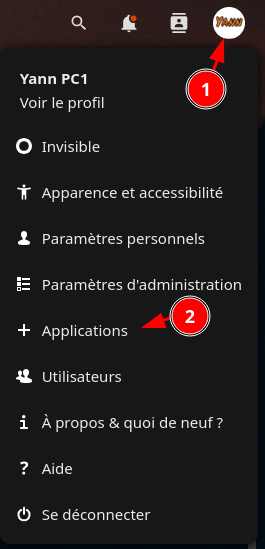 Yann
1
Yann PC1
Voir le profil
Invisible
Apparence et accessibilité
Paramètres personnels
Paramètres d'administration
2
Applications
Utilisateurs
À propos & quoi de neuf ?
Aide
Se déconnecter